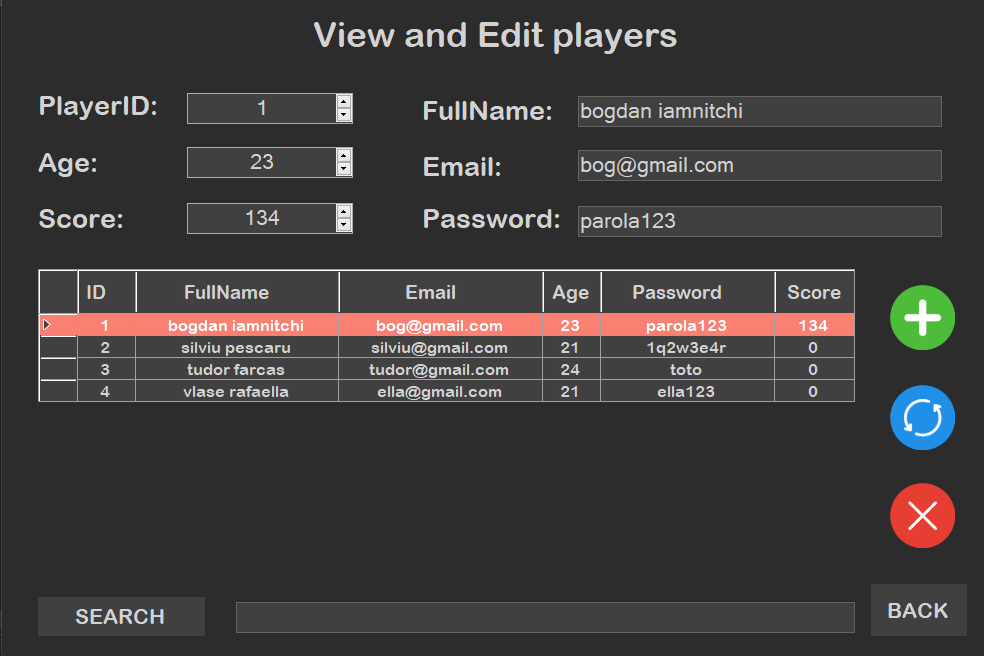 View and Edit players
PlayerID: 1 FullName: bogdan iamnitchi
Age: 23 Email: bog@gmail.com
Score: 134 Password: parola123
ID FullName Email Age Password Score
1 bogdan iamnitchi bog@gmail.com 23 parola123 134
2 silviu pescaru silviu@gmail.com 21 1q2w3e4r 0
3 tudor farcas tudor@gmail.com 24 toto 0
4 vlase rafaella ella@gmail.com 21 ella123 0
SEARCH BACK